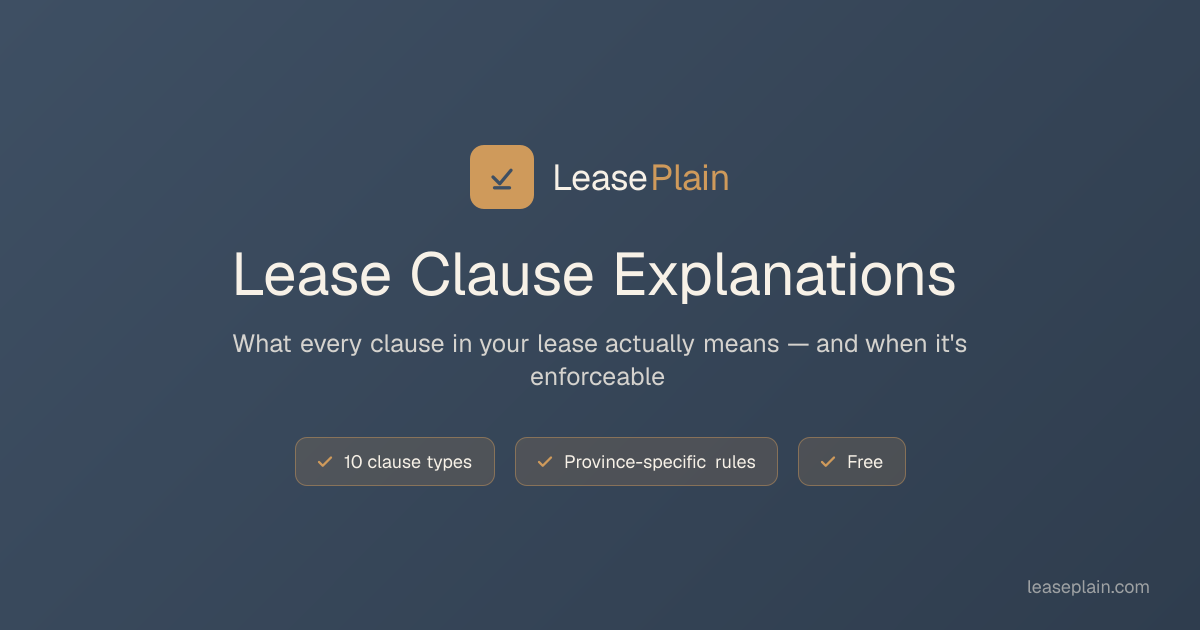 LeasePlain
Lease Clause Explanations
What every clause in your lease actually means — and when it's
enforceable
10 clause types
Province-specific rules
Free
leaseplain.com